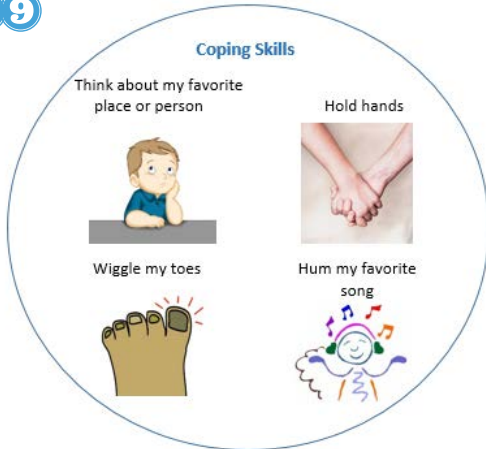 9
Coping Skills
Think about my favorite
place or person
Hold hands
Wiggle my toes
Hum my favorite
song